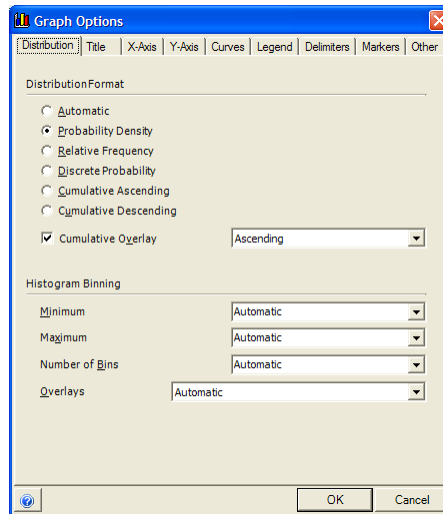 Graph Options
Distribution Title X-Axis Y-Axis Curves Legend Delimiters Markers Other
Distribution Format
Automatic
Probability Density
Relative Frequency
Discrete Probability
Cumulative Ascending
Cumulative Descending
Cumulative Overlay Ascending
Histogram Binning
Minimum Automatic
Maximum Automatic
Number of Bins Automatic
Overlays Automatic
OK Cancel